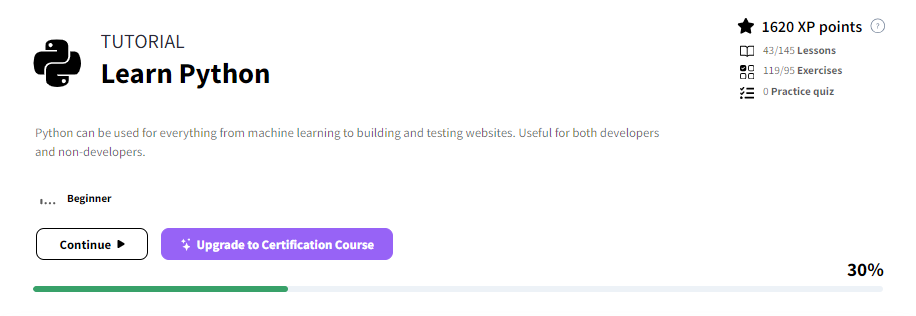 TUTORIAL
Learn Python
1620 XP points ?
43/145 Lessons
119/95 Exercises
0 Practice quiz
Python can be used for everything from machine learning to building and testing websites. Useful for both developers
and non-developers.
Beginner
Continue
Upgrade to Certification Course
30%